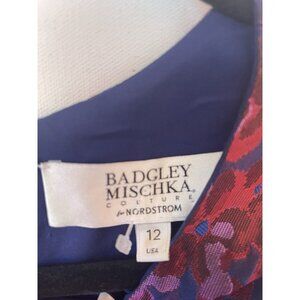 BADGLEY
MISCHKA
COUTURE
for NORDSTROM
12
USA